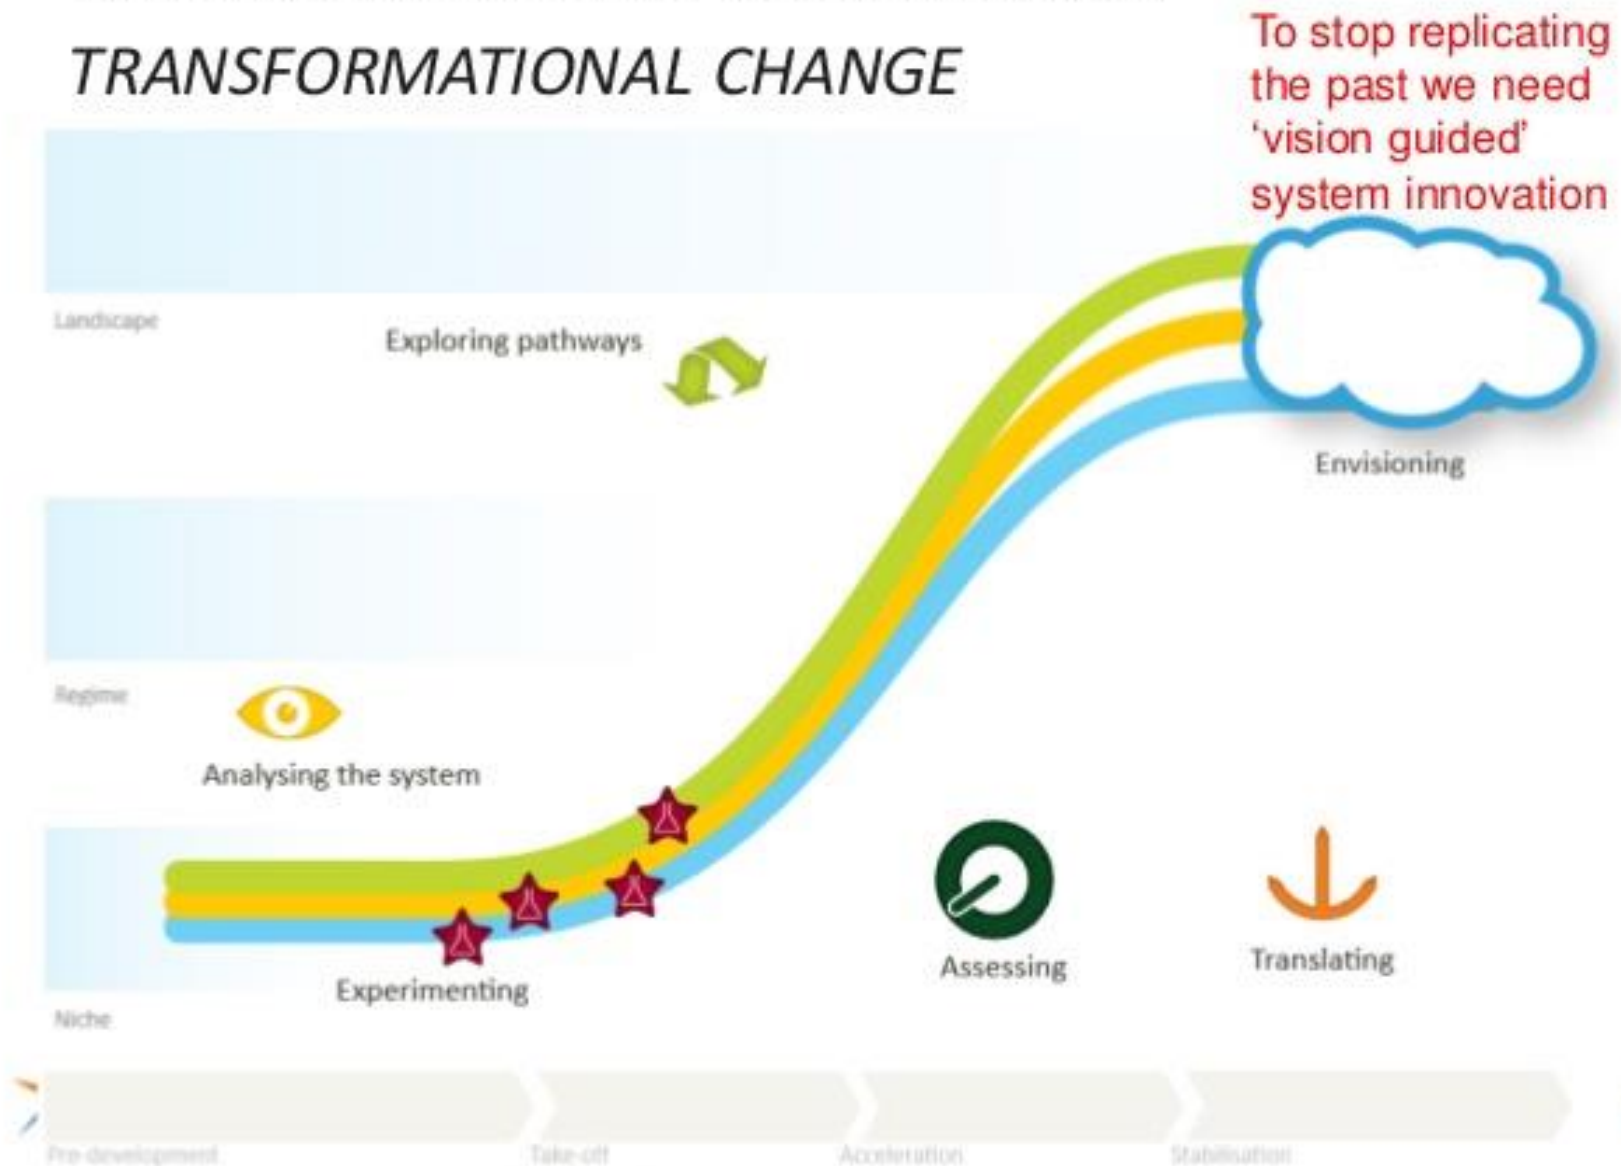 TRANSFORMATIONAL CHANGE
To stop replicating
the past we need
‘vision guided’
system innovation
Landscape
Exploring pathways
Envisioning
Regime
Analysing the system
Experimenting
Assessing
Translating
Niche
Pre-development
Take-off
Acceleration
Stabilisation